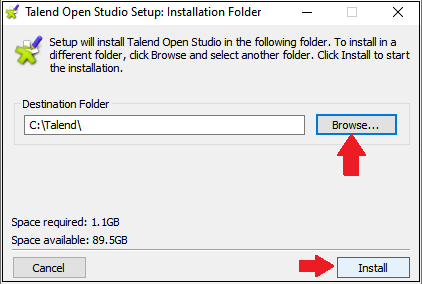 Talend Open Studio Setup: Installation Folder
Setup will install Talend Open Studio in the following folder. To install in a
different folder, click Browse and select another folder. Click Install to start
the installation.
Destination Folder
C:\Talend\
Browse...
Space required: 1.1GB
Space available: 89.5GB
Cancel
Install